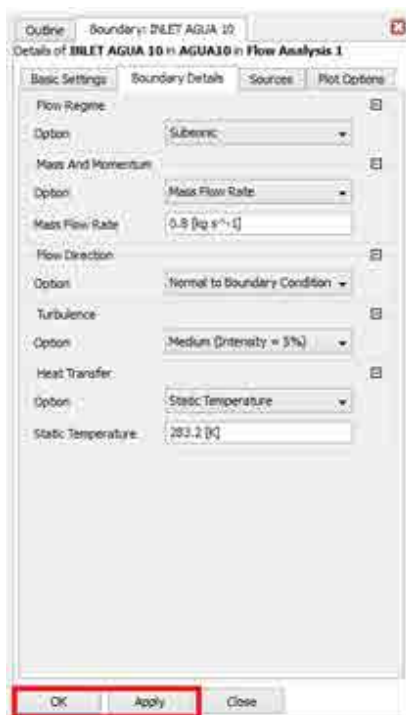 Outline Boundary: INLET AGUA 10
Details of INLET AGUA 10 in AGUA10 in Flow Analysis 1
Basic Settings Boundary Details Sources Plot Options
Flow Regime
Option Subsonic
Mass And Momentum
Option Mass Flow Rate
Mass Flow Rate 0.8 [kg s^-1]
Flow Direction
Option Normal to Boundary Condition
Turbulence
Option Medium (Intensity = 5%)
Heat Transfer
Option Static Temperature
Static Temperature 283.2 [K]
OK Apply Close